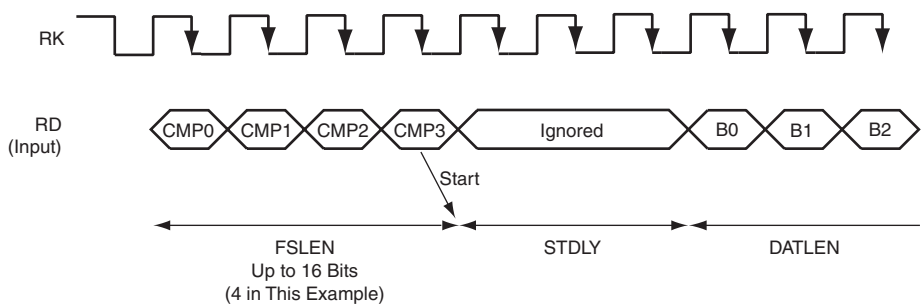 RK
RD
(Input)
CMP0 CMP1 CMP2 CMP3 Ignored B0 B1 B2
Start
FSLEN
Up to 16 Bits
(4 in This Example)
STDLY
DATLEN